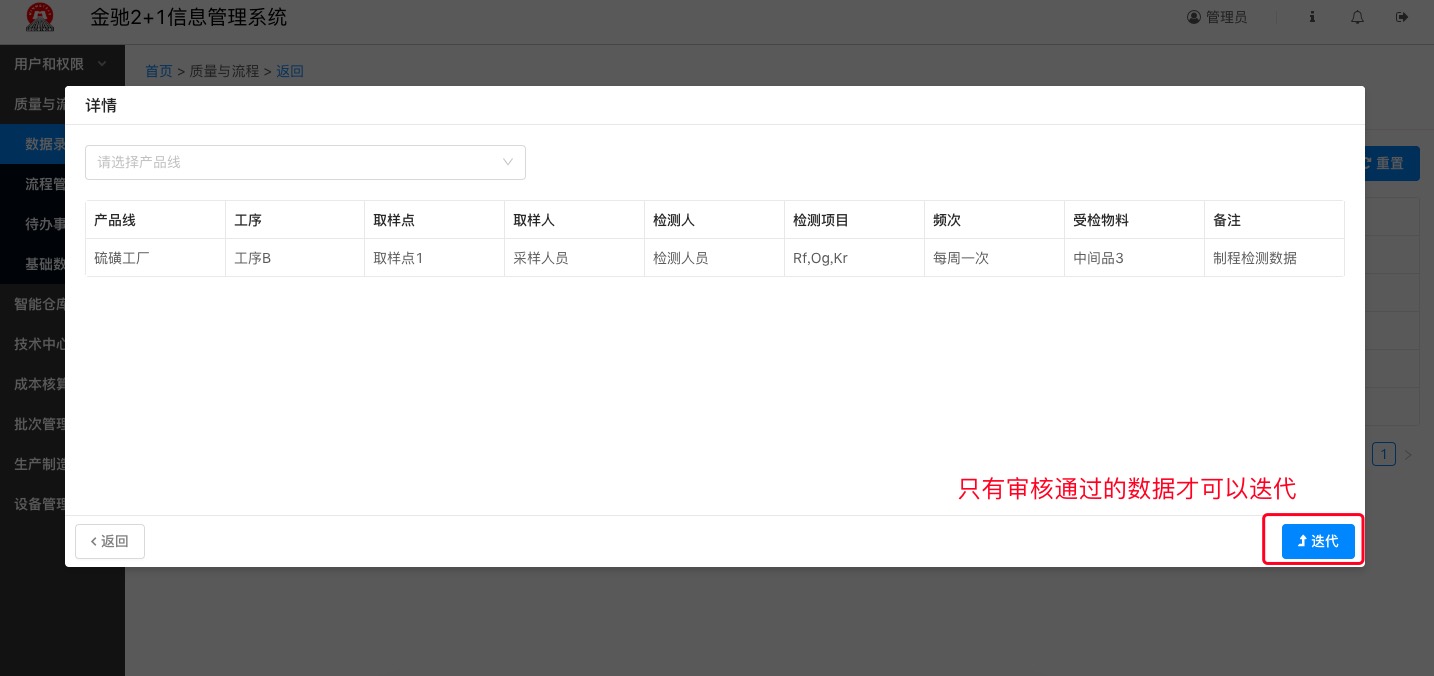 金驰2+1信息管理系统
管理员
用户和权限
首页 > 质量与流程 > 返回
质量与流
数据录
流程管
待办事
基础数
智能仓库
技术中心
成本核算
批次管理
生产制造
设备管理
重置
详情
请选择产品线
产品线 工序 取样点 取样人 检测人 检测项目 频次 受检物料 备注
硫磺工厂 工序B 取样点1 采样人员 检测人员 Rf,Og,Kr 每周一次 中间品3 制程检测数据
1
只有审核通过的数据才可以迭代
返回
迭代